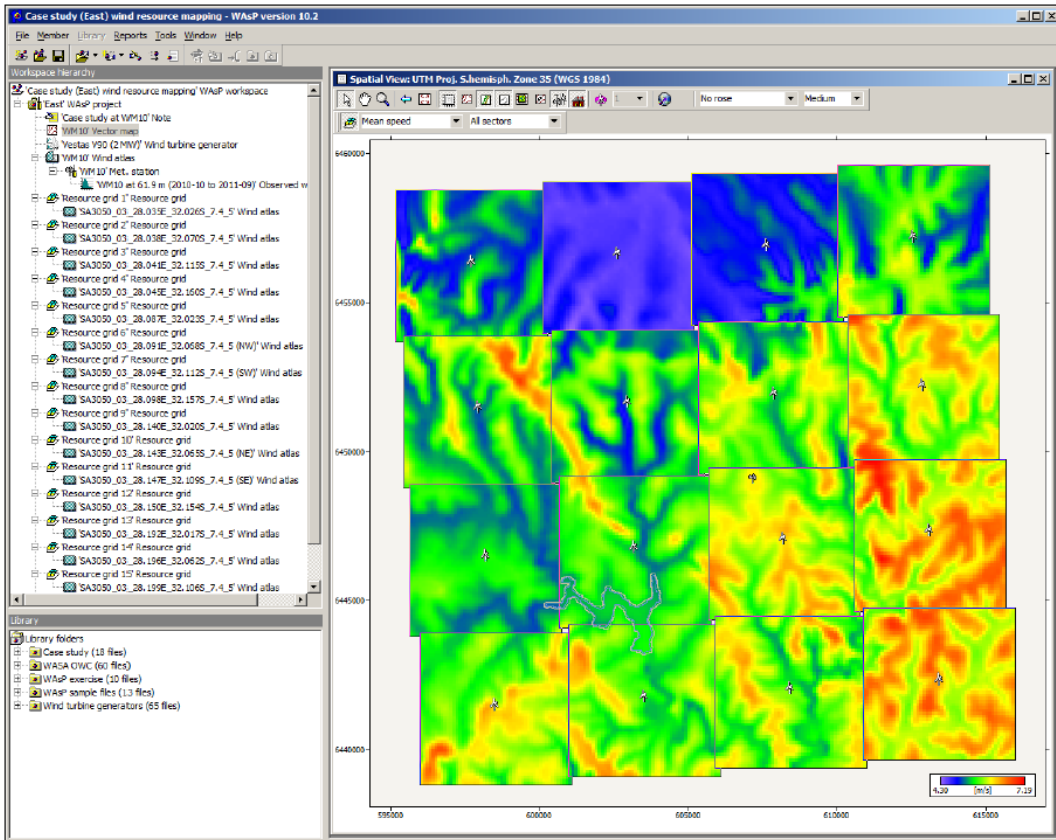 Case study (East) wind resource mapping - WAsP version 10.2
File Member Library Reports Tools Window Help
Workspace hierarchy
'Case study (East) wind resource mapping' WAsP workspace
'East' WAsP project
'Case study at WM10' Note
'WM10' Vector map
'Vestas V90 (2 MW)' Wind turbine generator
'WM10' Wind atlas
'WM10' Met. station
'WM10 at 61.9 m (2010-10 to 2011-09)' Observed w
'Resource grid 1' Resource grid
'SA3050_03_28.035E_32.026S_7.4_5' Wind atlas
'Resource grid 2' Resource grid
'SA3050_03_28.038E_32.070S_7.4_5' Wind atlas
'Resource grid 3' Resource grid
'SA3050_03_28.041E_32.115S_7.4_5' Wind atlas
'Resource grid 4' Resource grid
'SA3050_03_28.045E_32.160S_7.4_5' Wind atlas
'Resource grid 5' Resource grid
'SA3050_03_28.087E_32.023S_7.4_5' Wind atlas
'Resource grid 6' Resource grid
'SA3050_03_28.091E_32.068S_7.4_5 (NW)' Wind atlas
'Resource grid 7' Resource grid
'SA3050_03_28.094E_32.112S_7.4_5 (SW)' Wind atlas
'Resource grid 8' Resource grid
'SA3050_03_28.098E_32.157S_7.4_5' Wind atlas
'Resource grid 9' Resource grid
'SA3050_03_28.140E_32.020S_7.4_5' Wind atlas
'Resource grid 10' Resource grid
'SA3050_03_28.143E_32.065S_7.4_5 (NE)' Wind atlas
'Resource grid 11' Resource grid
'SA3050_03_28.147E_32.109S_7.4_5 (SE)' Wind atlas
'Resource grid 12' Resource grid
'SA3050_03_28.150E_32.154S_7.4_5' Wind atlas
'Resource grid 13' Resource grid
'SA3050_03_28.192E_32.017S_7.4_5' Wind atlas
'Resource grid 14' Resource grid
'SA3050_03_28.196E_32.062S_7.4_5' Wind atlas
'Resource grid 15' Resource grid
'SA3050_03_28.199E_32.106S_7.4_5' Wind atlas
Library
Library folders
Case study (18 files)
WASA OWC (60 files)
WAsP exercise (10 files)
WAsP sample files (13 files)
Wind turbine generators (65 files)
Spatial View: UTM Proj. S.hemisph. Zone 35 (WGS 1984)
1 No rose Medium
Mean speed All sectors
6460000
6455000
6450000
6445000
6440000
4.30 [m/s] 7.19
595000 600000 605000 610000 615000